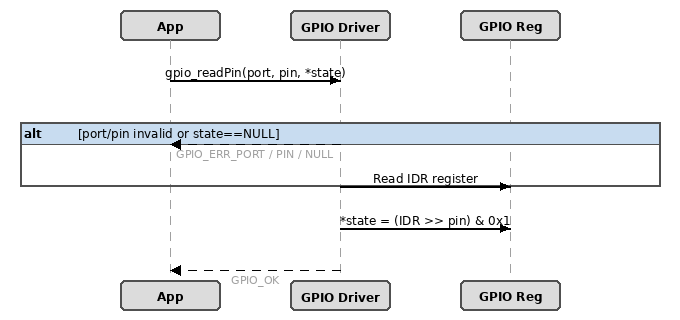 App
GPIO Driver
GPIO Reg
gpio_readPin(port, pin, *state)
alt
[port/pin invalid or state==NULL]
GPIO_ERR_PORT / PIN / NULL
Read IDR register
*state = (IDR >> pin) & 0x1
GPIO_OK
App
GPIO Driver
GPIO Reg